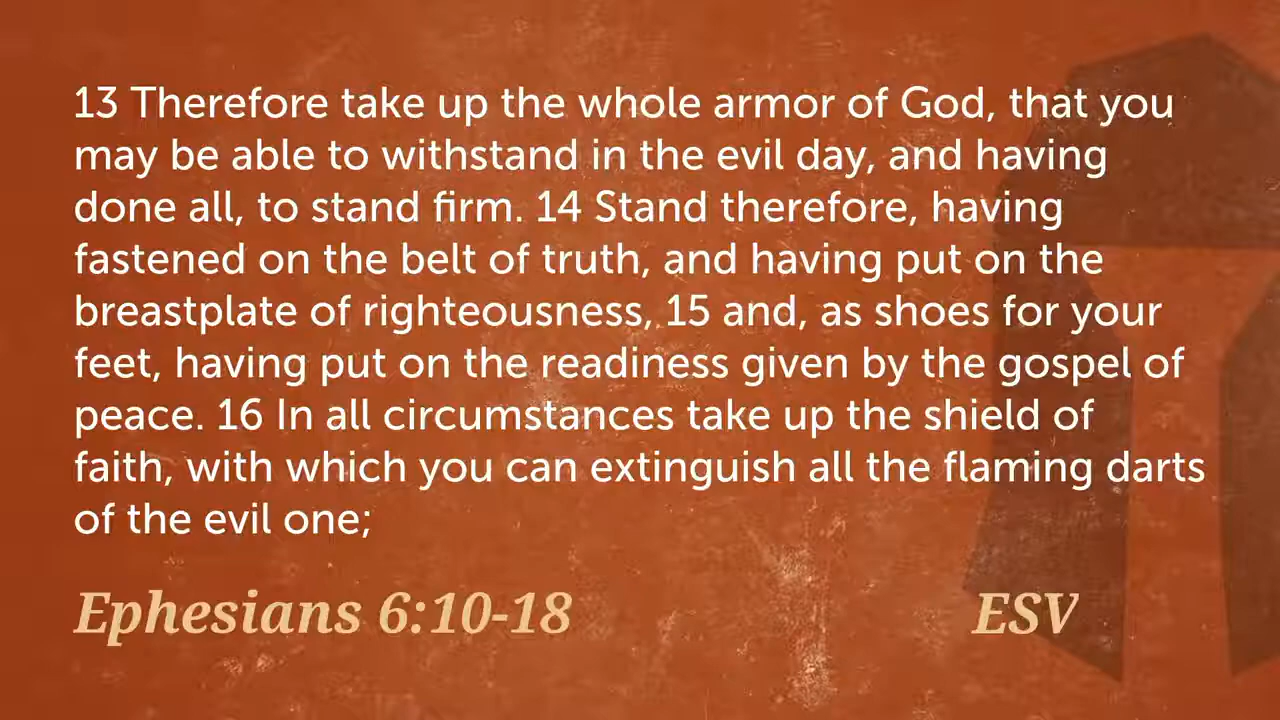 13 Therefore take up the whole armor of God, that you
may be able to withstand in the evil day, and having
done all, to stand firm. 14 Stand therefore, having
fastened on the belt of truth, and having put on the
breastplate of righteousness, 15 and, as shoes for your
feet, having put on the readiness given by the gospel of
peace. 16 In all circumstances take up the shield of
faith, with which you can extinguish all the flaming darts
of the evil one;
Ephesians 6:10-18 ESV